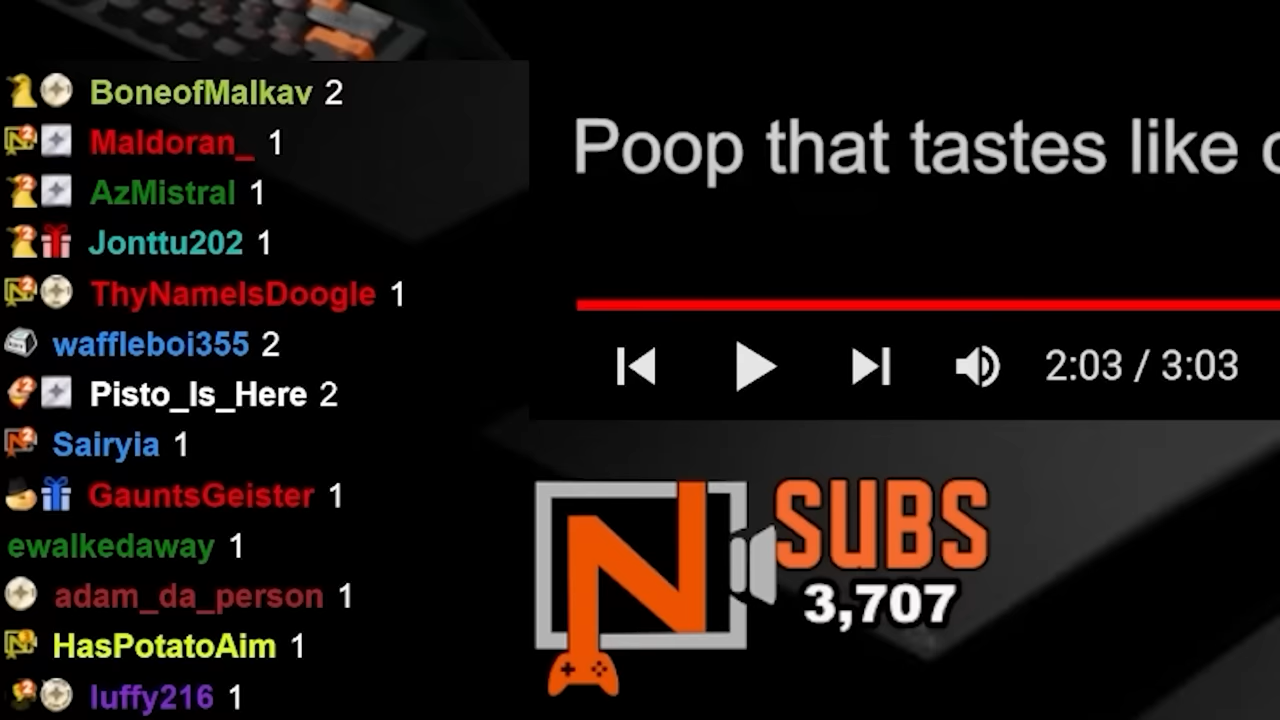 BoneofMalkav 2
Maldoran_ 1
AzMistral 1
Jonttu202 1
ThyNameIsDoogle 1
waffleboi355 2
Pisto_Is_Here 2
Sairyia 1
GauntsGeister 1
ewalkedaway 1
adam_da_person 1
HasPotatoAim 1
luffy216 1
Poop that tastes like
2:03 / 3:03
N
SUBS
3,707